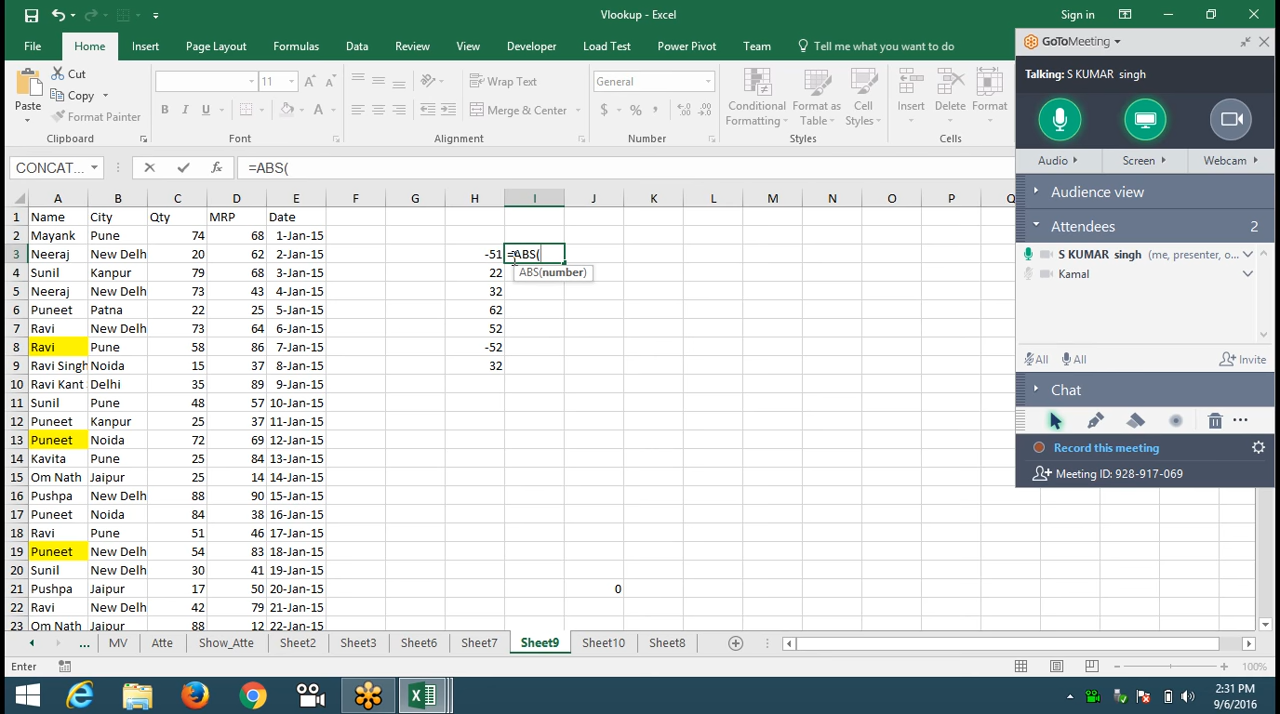 Vlookup - Excel
Sign in
File Home Insert Page Layout Formulas Data Review View Developer Load Test Power Pivot Team Tell me what you want to do
Paste
Cut
Copy
Format Painter
Clipboard
11 A A
B I U A
Font
Wrap Text
Merge & Center
Alignment
General
$ % ,
Number
Conditional Formatting
Format as Table
Cell Styles
Styles
Insert Delete Format
Cells
CONCAT... fx =ABS(
A B C D E F G H I J K L M N O P Q
1 Name City Qty MRP Date
2 Mayank Pune 74 68 1-Jan-15
3 Neeraj New Delh 20 62 2-Jan-15 -51 =ABS(
ABS(number)
4 Sunil Kanpur 79 68 3-Jan-15 22
5 Neeraj New Delh 73 43 4-Jan-15 32
6 Puneet Patna 22 25 5-Jan-15 62
7 Ravi New Delh 73 64 6-Jan-15 52
8 Ravi Pune 58 86 7-Jan-15 -52
9 Ravi Singh Noida 15 37 8-Jan-15 32
10 Ravi Kant Delhi 35 89 9-Jan-15
11 Sunil Pune 48 57 10-Jan-15
12 Puneet Kanpur 25 37 11-Jan-15
13 Puneet Noida 72 69 12-Jan-15
14 Kavita Pune 25 84 13-Jan-15
15 Om Nath Jaipur 25 14 14-Jan-15
16 Pushpa New Delh 88 90 15-Jan-15
17 Puneet Noida 84 38 16-Jan-15
18 Ravi Pune 51 46 17-Jan-15
19 Puneet New Delh 54 83 18-Jan-15
20 Sunil New Delh 30 41 19-Jan-15
21 Pushpa Jaipur 17 50 20-Jan-15 0
22 Ravi New Delh 42 79 21-Jan-15
23 Om Nath Jaipur 88 12 22-Jan-15
... MV Atte Show_Atte Sheet2 Sheet3 Sheet6 Sheet7 Sheet9 Sheet10 Sheet8
Enter
100%
GoToMeeting
Talking: S KUMAR singh
Audio Screen Webcam
Audience view
Attendees 2
S KUMAR singh (me, presenter, o...
Kamal
All All Invite
Chat
Record this meeting
Meeting ID: 928-917-069
2:31 PM
9/6/2016